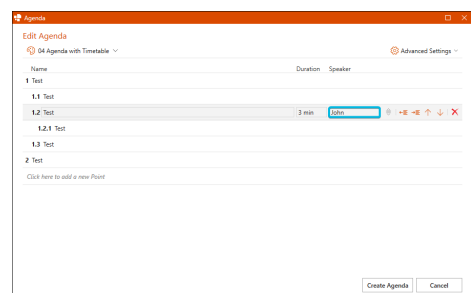 Agenda
Edit Agenda
04 Agenda with Timetable
Advanced Settings
Name Duration Speaker
1 Test
1.1 Test
1.2 Test 3 min John
1.2.1 Test
1.3 Test
2 Test
Click here to add a new Point
Create Agenda Cancel